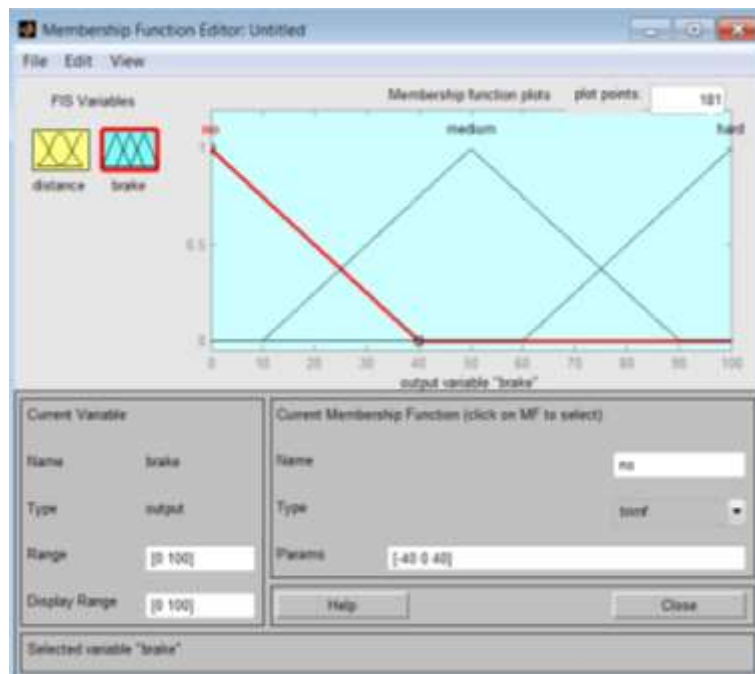 Membership Function Editor: Untitled
File Edit View
FIS Variables
Membership function plots plot points: 181
no medium hard
1
distance brake
0.5
0
0 10 20 30 40 50 60 70 80 90 100
output variable "brake"
Current Variable
Current Membership Function (click on MF to select)
Name brake
Name no
Type output
Type trimf
Range [0 100]
Params [-40 0 40]
Display Range [0 100]
Help Close
Selected variable "brake"